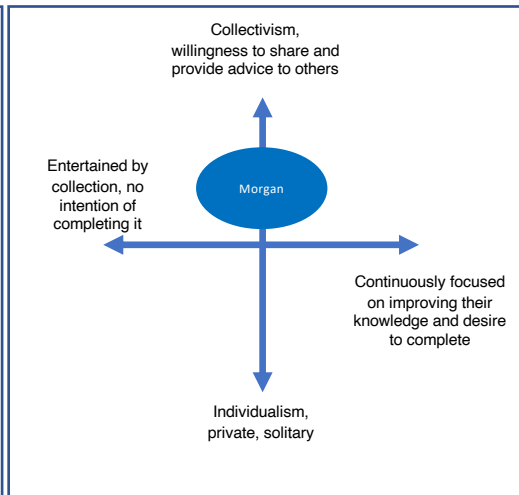 Collectivism,
willingness to share and
provide advice to others
Entertained by
collection, no
intention of
completing it
Morgan
Continuously focused
on improving their
knowledge and desire
to complete
Individualism,
private, solitary